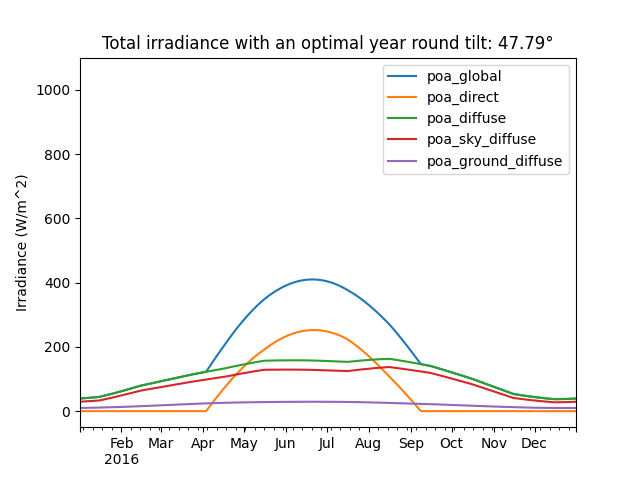 Total irradiance with an optimal year round tilt: 47.79°
poa_global
poa_direct
poa_diffuse
poa_sky_diffuse
poa_ground_diffuse
Irradiance (W/m^2)
1000
800
600
400
200
0
Feb Mar Apr May Jun Jul Aug Sep Oct Nov Dec
2016